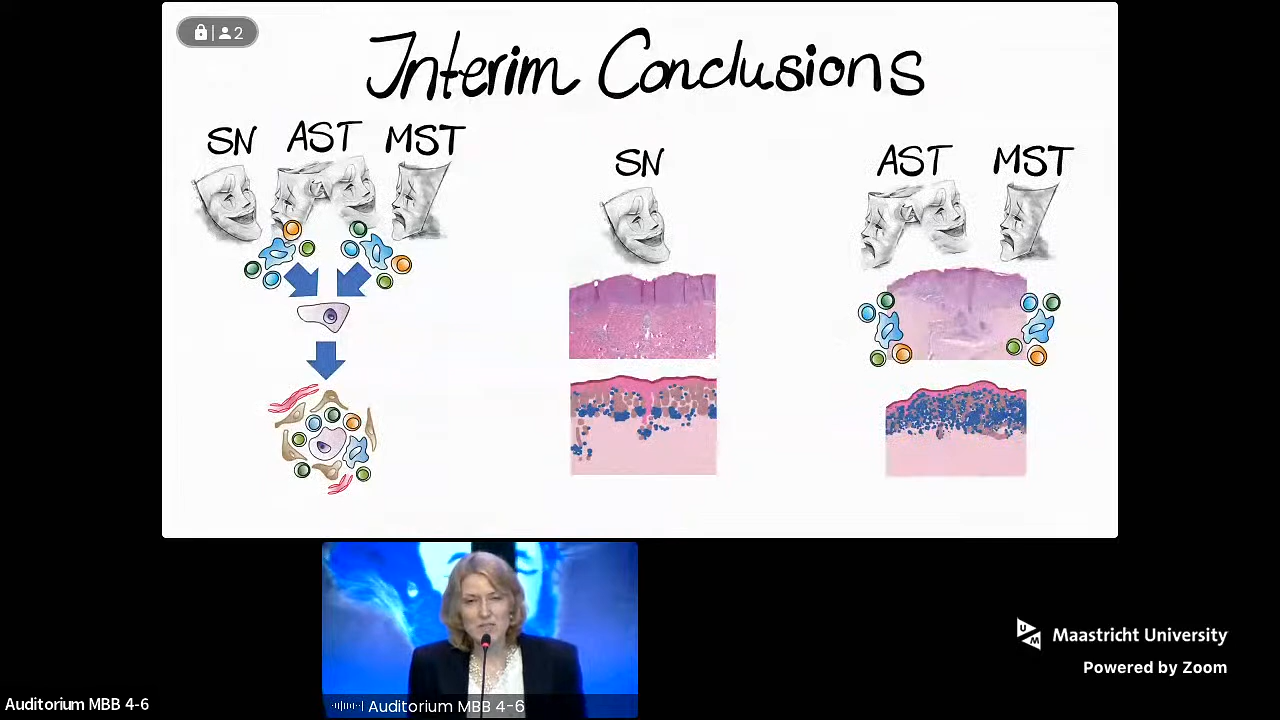 2
Interim Conclusions
SN AST MST
SN
AST MST
UM
Maastricht University
Powered by Zoom
Auditorium MBB 4-6
Auditorium MBB 4-6